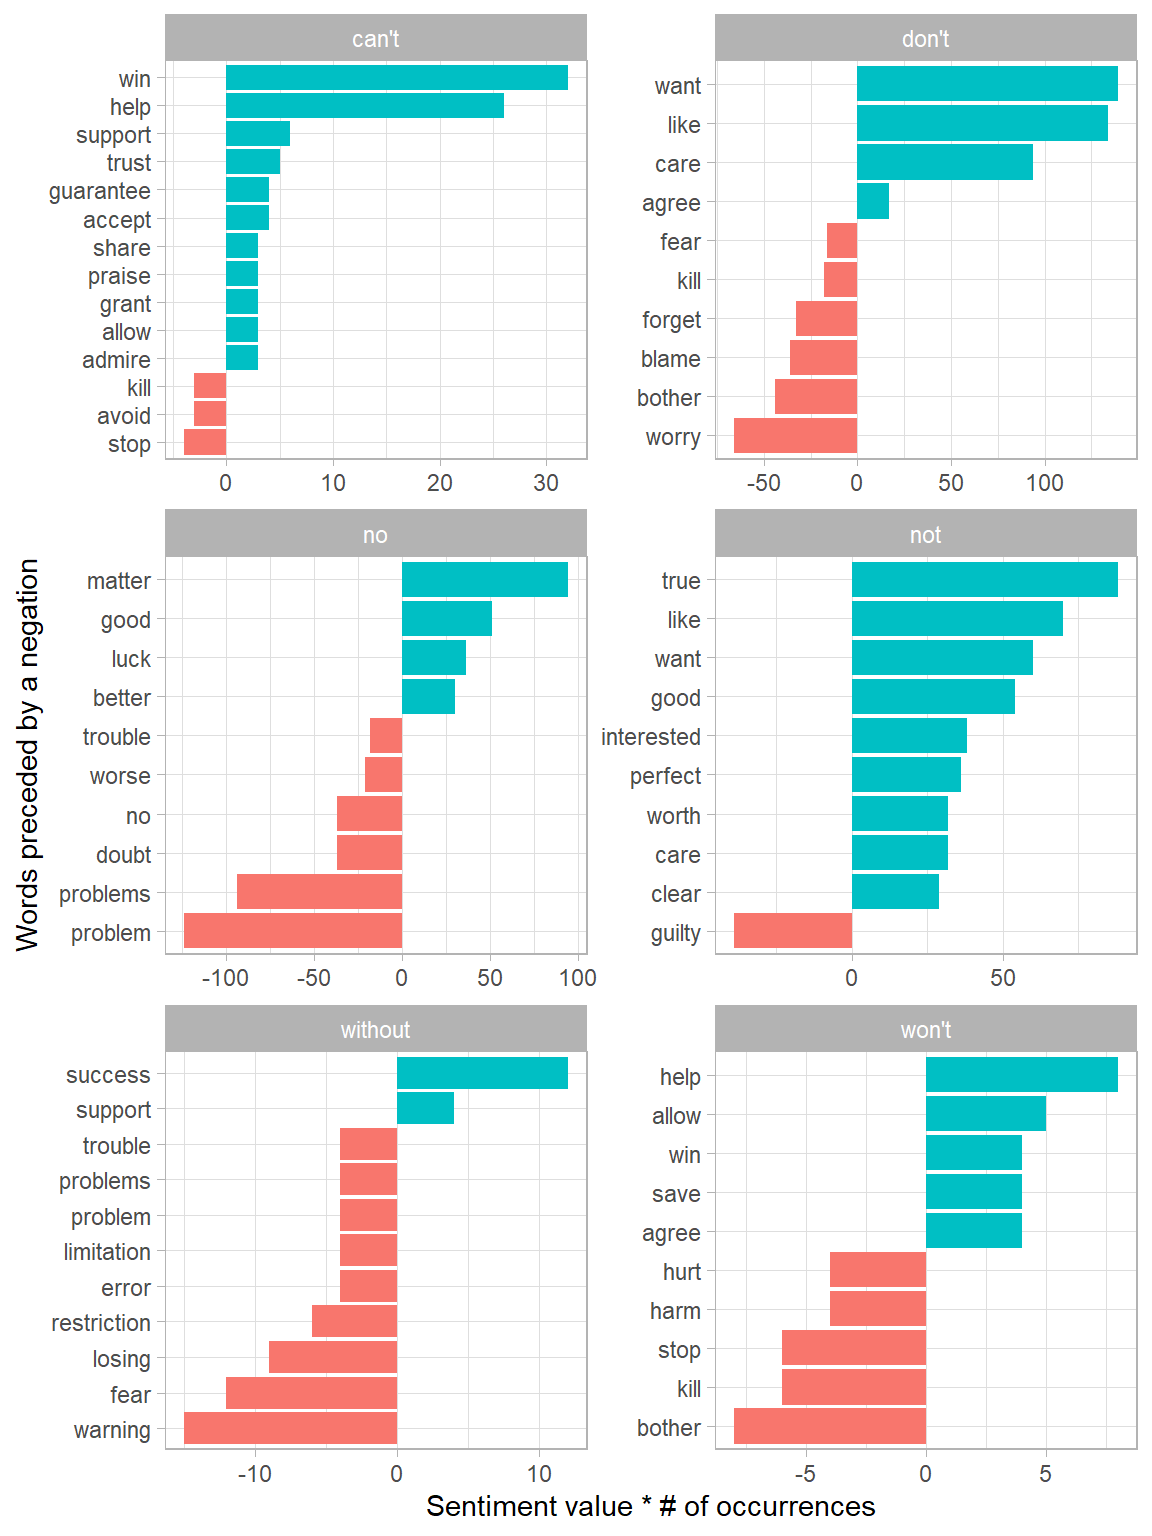 can't
win
help
support
trust
guarantee
accept
share
praise
grant
allow
admire
kill
avoid
stop
0 10 20 30
don't
want
like
care
agree
fear
kill
forget
blame
bother
worry
-50 0 50 100
Words preceded by a negation
no
matter
good
luck
better
trouble
worse
no
doubt
problems
problem
-100 -50 0 50 100
not
true
like
want
good
interested
perfect
worth
care
clear
guilty
0 50
without
success
support
trouble
problems
problem
limitation
error
restriction
losing
fear
warning
-10 0 10
won't
help
allow
win
save
agree
hurt
harm
stop
kill
bother
-5 0 5
Sentiment value * # of occurrences